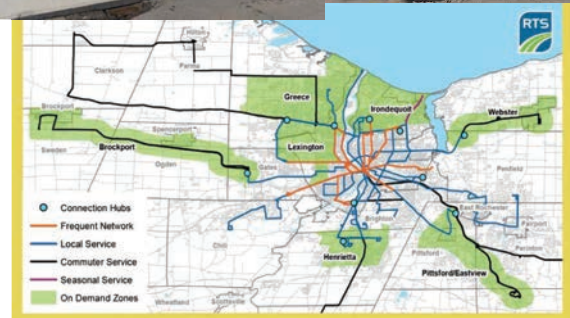 RTS
Hilton
Parma
Clarkson
Greece
Irondequoit
Webster
Brockport
Spencerport
Sweden
Brockport
Ogden
Lexington
Gates
Penfield
East Rochester
Fairport
Brighton
Perinton
Chili
Pittsford
Henrietta
Pittsford/Eastview
Wheatland
Scottsville
Connection Hubs
Frequent Network
Local Service
Commuter Service
Seasonal Service
On Demand Zones